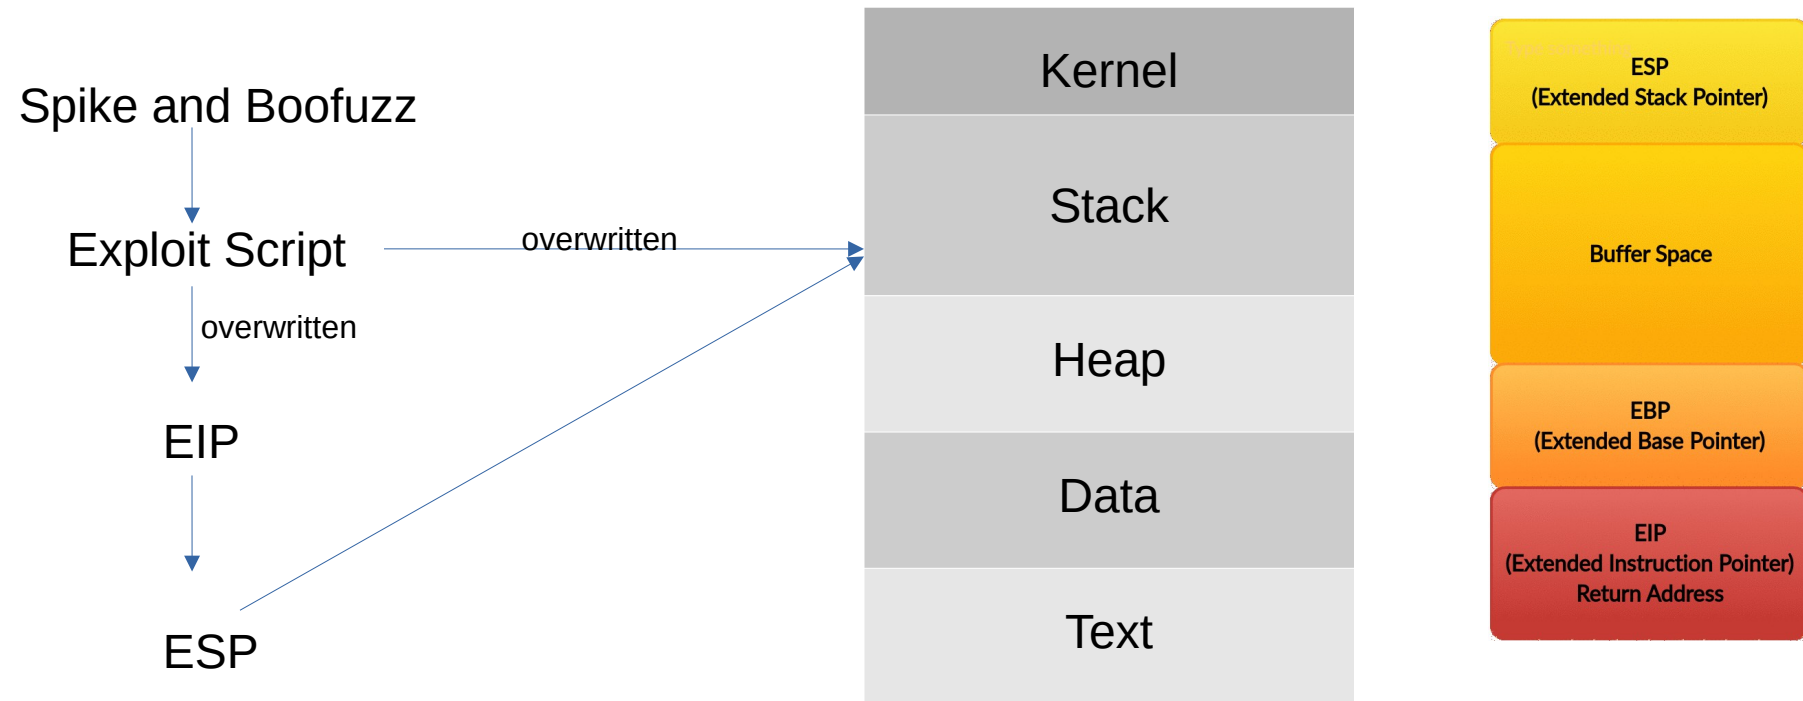 Spike and Boofuzz
Exploit Script
overwritten
overwritten
EIP
ESP
Kernel
Stack
Heap
Data
Text
ESP
(Extended Stack Pointer)
Buffer Space
EBP
(Extended Base Pointer)
EIP
(Extended Instruction Pointer)
Return Address